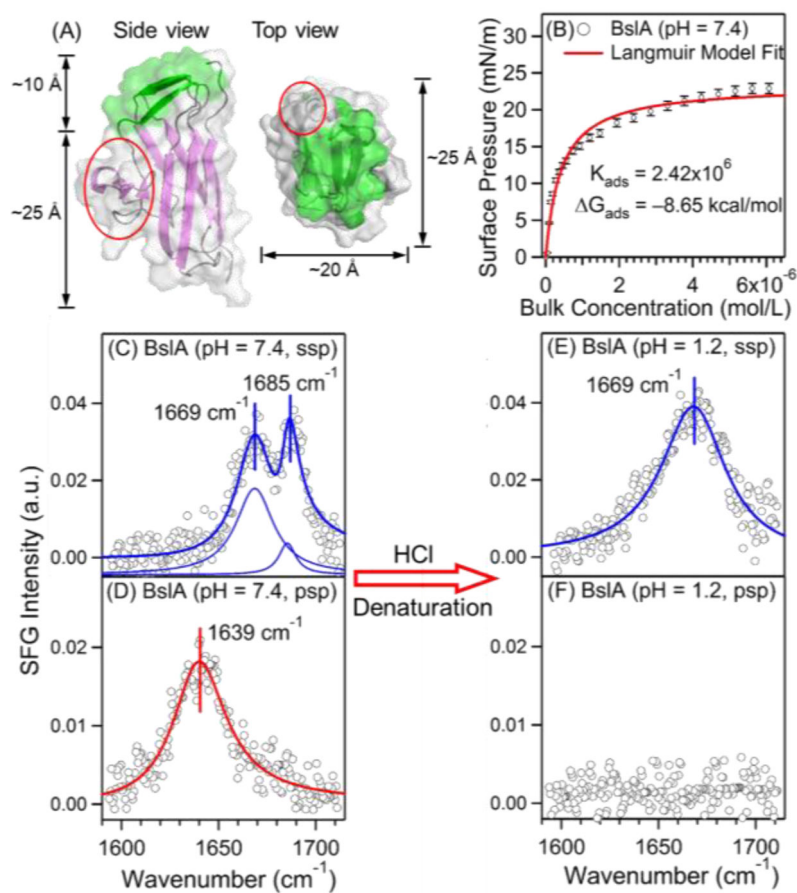 (A) Side view Top view
~10 Å
~25 Å
~25 Å
~20 Å
(B) ○ BslA (pH = 7.4)
Langmuir Model Fit
Surface Pressure (mN/m)
30
25
20
15
10
5
0
K_ads = 2.42x10^6
ΔG_ads = –8.65 kcal/mol
0 2 4 6x10^-6
Bulk Concentration (mol/L)
(C) BslA (pH = 7.4, ssp)
1685 cm^-1
1669 cm^-1
0.04
0.02
0.00
(D) BslA (pH = 7.4, psp)
1639 cm^-1
0.02
0.01
0.00
SFG Intensity (a.u.)
1600 1650 1700
Wavenumber (cm^-1)
HCl
Denaturation
(E) BslA (pH = 1.2, ssp)
1669 cm^-1
0.04
0.02
0.00
(F) BslA (pH = 1.2, psp)
0.02
0.01
0.00
1600 1650 1700
Wavenumber (cm^-1)